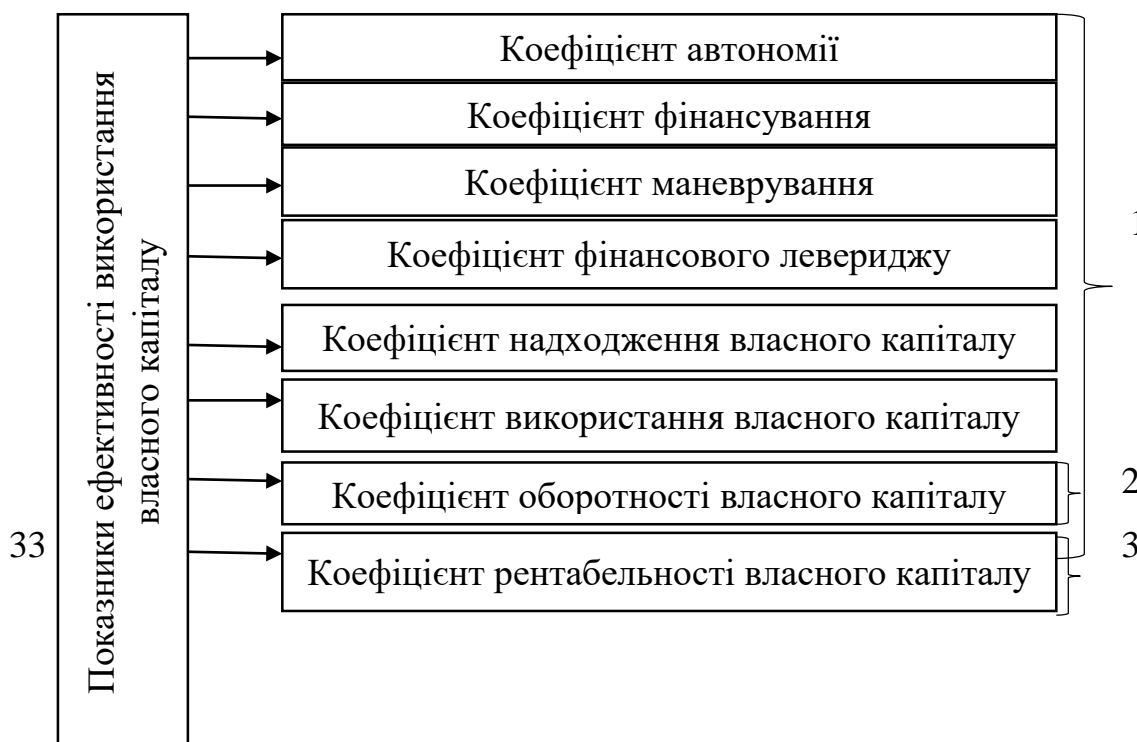 Показники ефективності використання
власного капіталу
Коефіцієнт автономії
Коефіцієнт фінансування
Коефіцієнт маневрування
Коефіцієнт фінансового левериджу
Коефіцієнт надходження власного капіталу
Коефіцієнт використання власного капіталу
Коефіцієнт оборотності власного капіталу
Коефіцієнт рентабельності власного капіталу
1
2
3
33